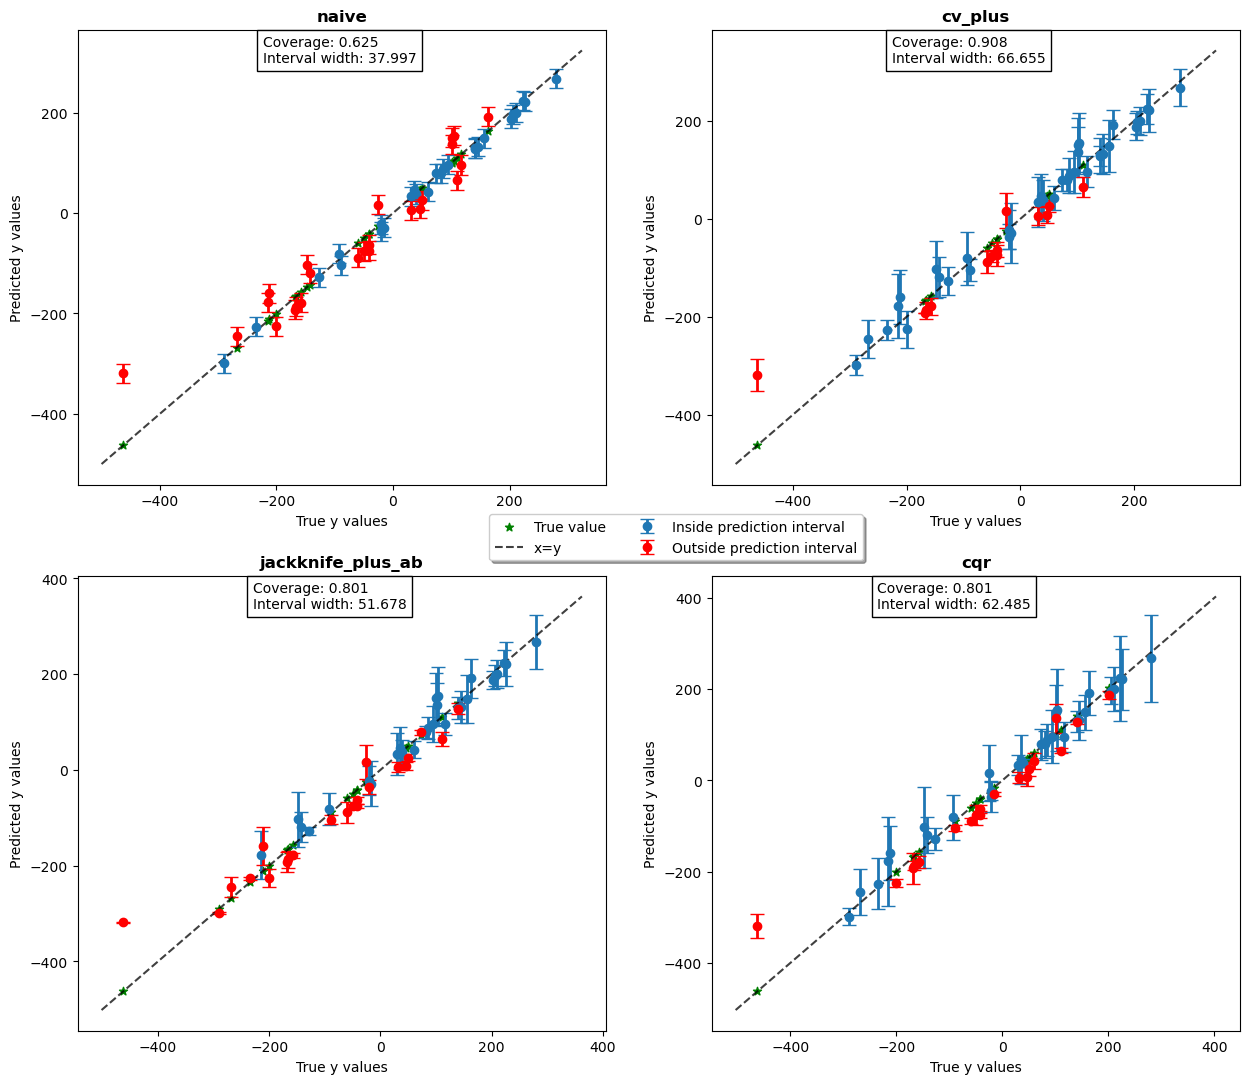 naive
Coverage: 0.625
Interval width: 37.997
Predicted y values
200
0
−200
−400
−400
−200
0
200
True y values
cv_plus
Coverage: 0.908
Interval width: 66.655
Predicted y values
200
0
−200
−400
−400
−200
0
200
True y values
True value
x=y
Inside prediction interval
Outside prediction interval
jackknife_plus_ab
Coverage: 0.801
Interval width: 51.678
Predicted y values
400
200
0
−200
−400
−400
−200
0
200
400
True y values
cqr
Coverage: 0.801
Interval width: 62.485
Predicted y values
400
200
0
−200
−400
−400
−200
0
200
400
True y values